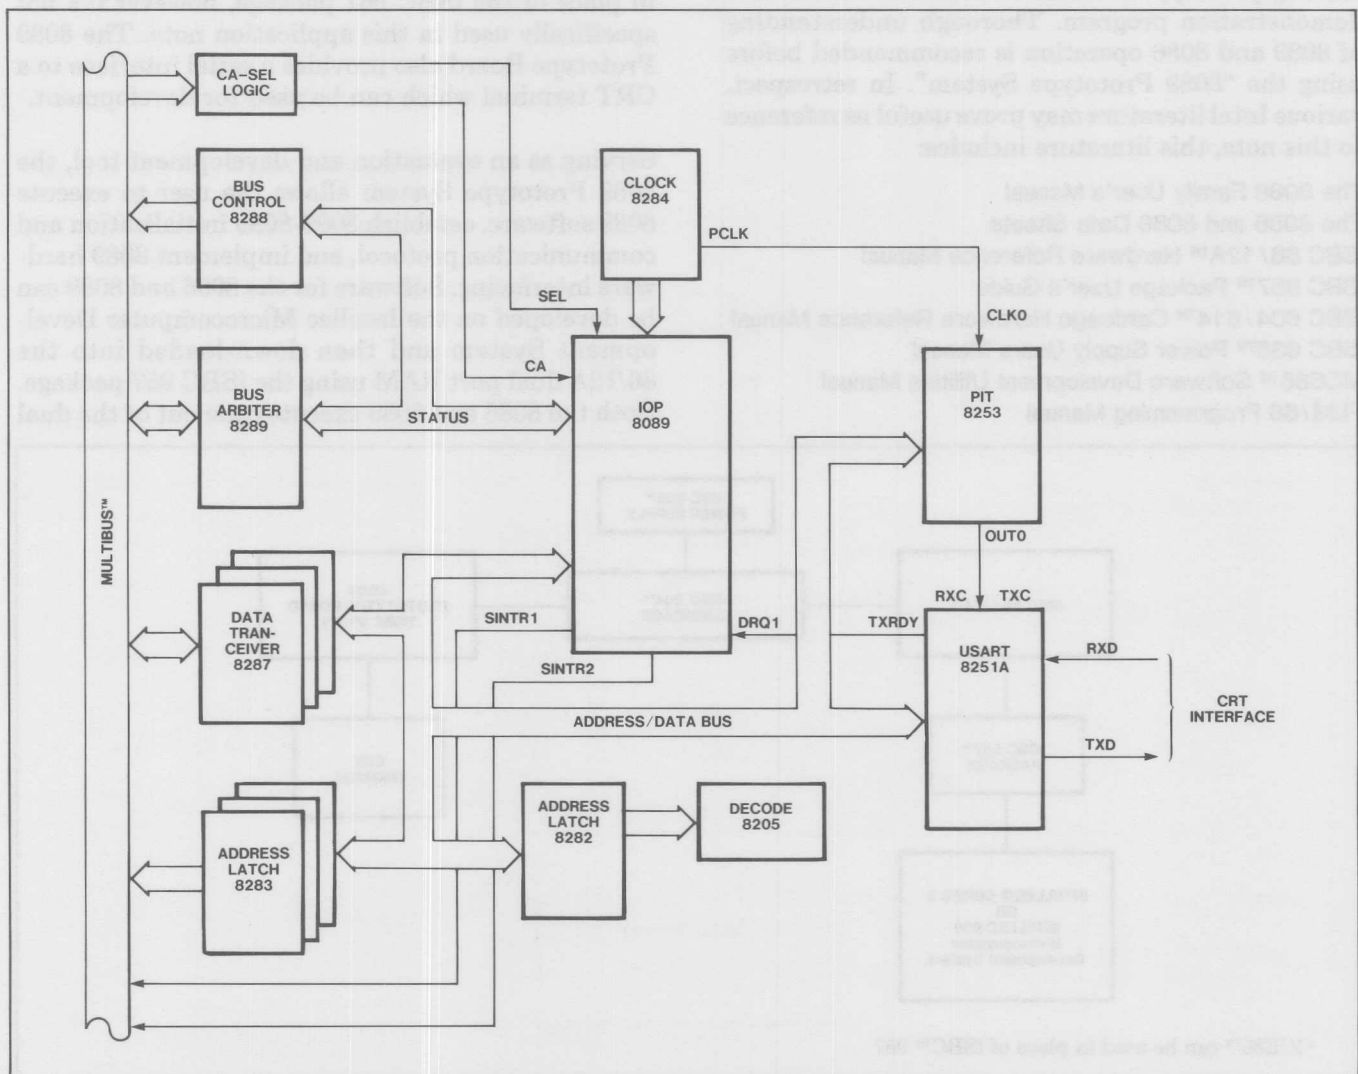 CA-SEL
LOGIC
BUS
CONTROL
8288
CLOCK
8284
PCLK
SEL
CLK0
CA
BUS
ARBITER
8289
STATUS
IOP
8089
PIT
8253
MULTIBUS™
OUT0
RXC TXC
DATA
TRAN-
CEIVER
8287
SINTR1
DRQ1
TXRDY
USART
8251A
RXD
SINTR2
CRT
INTERFACE
ADDRESS/DATA BUS
TXD
ADDRESS
LATCH
8282
DECODE
8205
ADDRESS
LATCH
8283